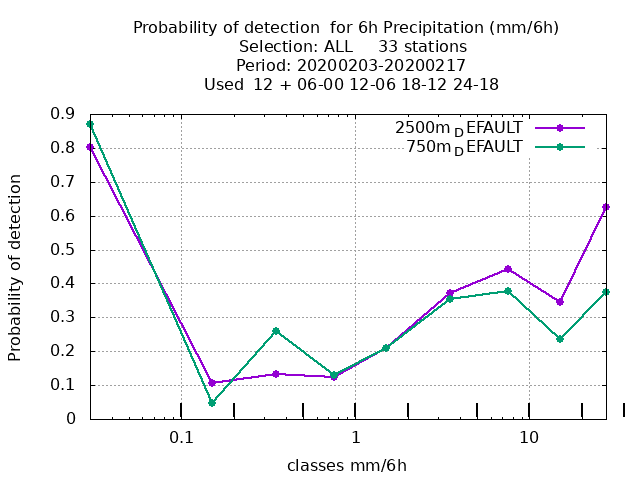 Probability of detection  for 6h Precipitation (mm/6h)
Selection: ALL     33 stations
Period: 20200203-20200217
Used  12 + 06-00 12-06 18-12 24-18
2500m_DEFAULT
750m_DEFAULT
Probability of detection
0.9
0.8
0.7
0.6
0.5
0.4
0.3
0.2
0.1
0
0.1 1 10
classes mm/6h